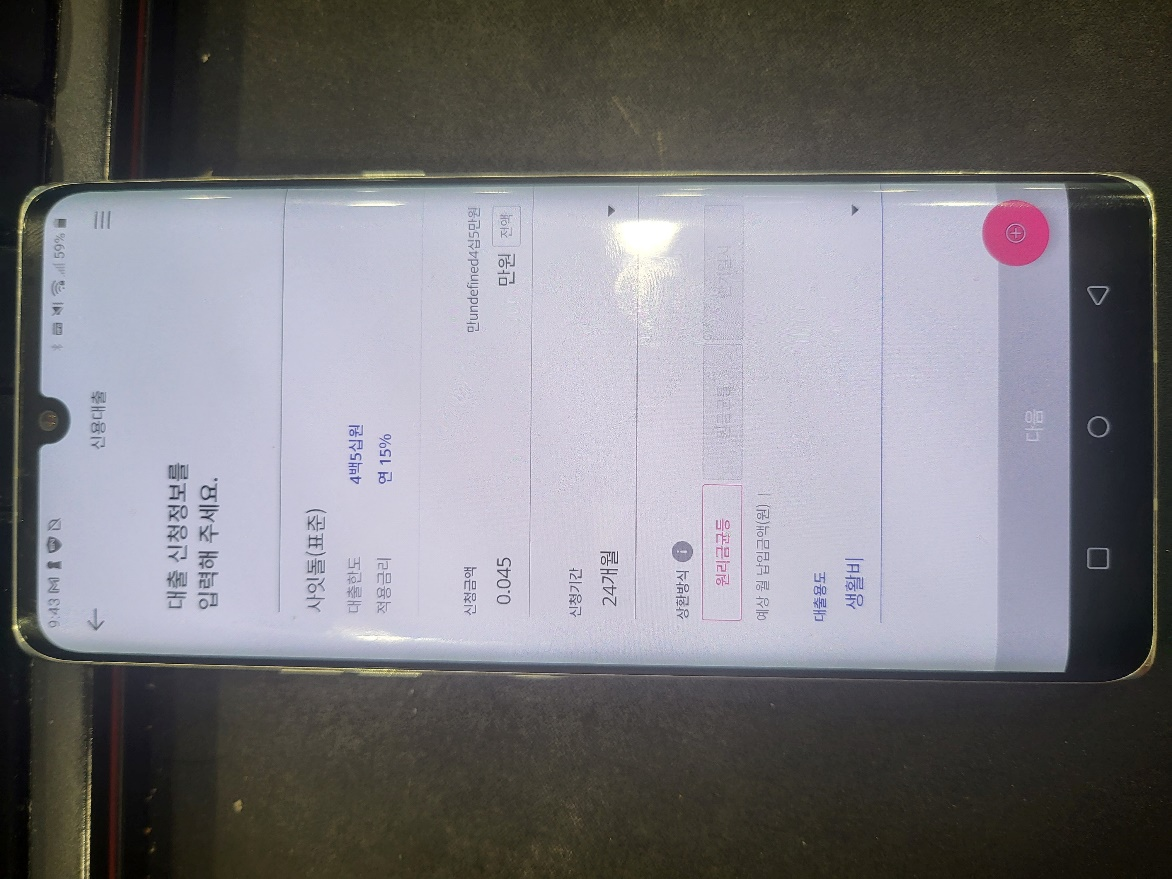 9:43
59%
신용대출
대출 신청정보를
입력해 주세요.
사잇돌(표준)
대출한도 4백5십원
적용금리 연 15%
신청금액 만undefined4십5만원
0.045 만원 전액
신청기간
24개월
상환방식
원리금균등
예상 월 납입금액(원)
대출용도
생활비
다음